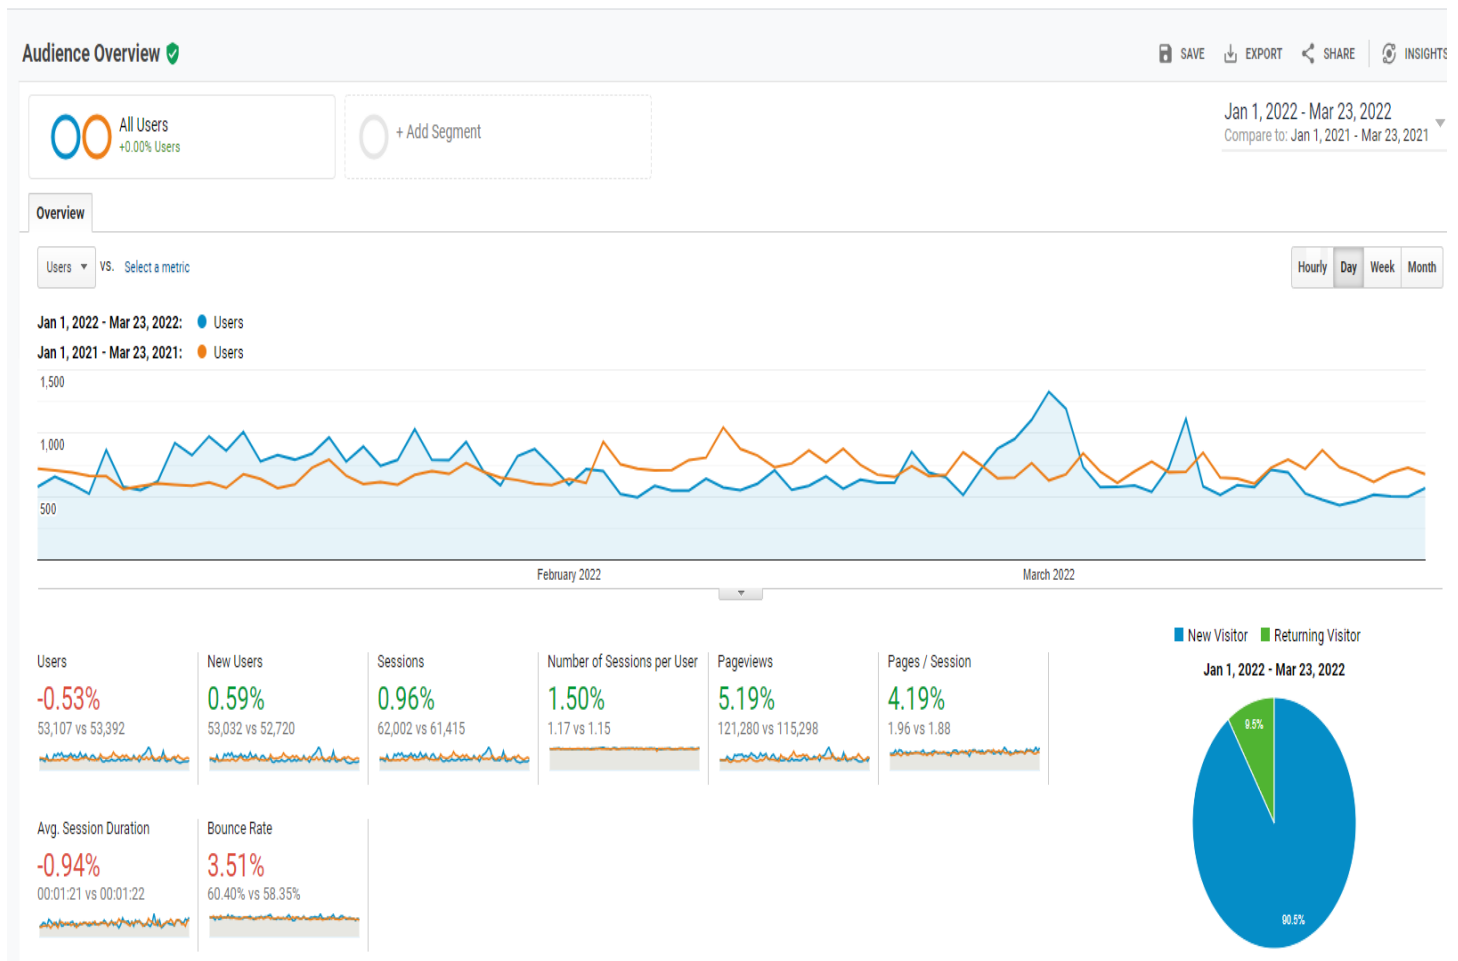 Audience Overview
SAVE EXPORT SHARE INSIGHTS
All Users
+0.00% Users
+ Add Segment
Jan 1, 2022 - Mar 23, 2022
Compare to: Jan 1, 2021 - Mar 23, 2021
Overview
Users VS. Select a metric
Hourly Day Week Month
Jan 1, 2022 - Mar 23, 2022: Users
Jan 1, 2021 - Mar 23, 2021: Users
1,500
1,000
500
February 2022 March 2022
Users
-0.53%
53,107 vs 53,392
New Users
0.59%
53,032 vs 52,720
Sessions
0.96%
62,002 vs 61,415
Number of Sessions per User
1.50%
1.17 vs 1.15
Pageviews
5.19%
121,280 vs 115,298
Pages / Session
4.19%
1.96 vs 1.88
Avg. Session Duration
-0.94%
00:01:21 vs 00:01:22
Bounce Rate
3.51%
60.40% vs 58.35%
New Visitor Returning Visitor
Jan 1, 2022 - Mar 23, 2022
9.5%
90.5%